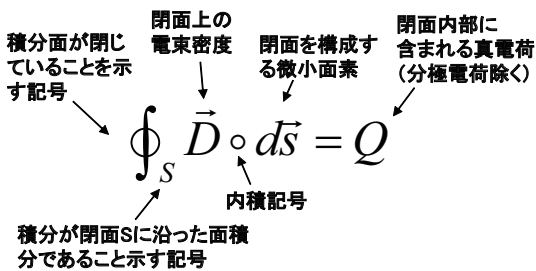 閉面上の
電束密度
閉面内部に
含まれる真電荷
(分極電荷除く)
積分面が閉じ
ていることを示
す記号
閉面を構成す
る微小面素
∮_S D⃗ ∘ ds⃗ = Q
内積記号
積分が閉面Sに沿った面積
分であること示す記号